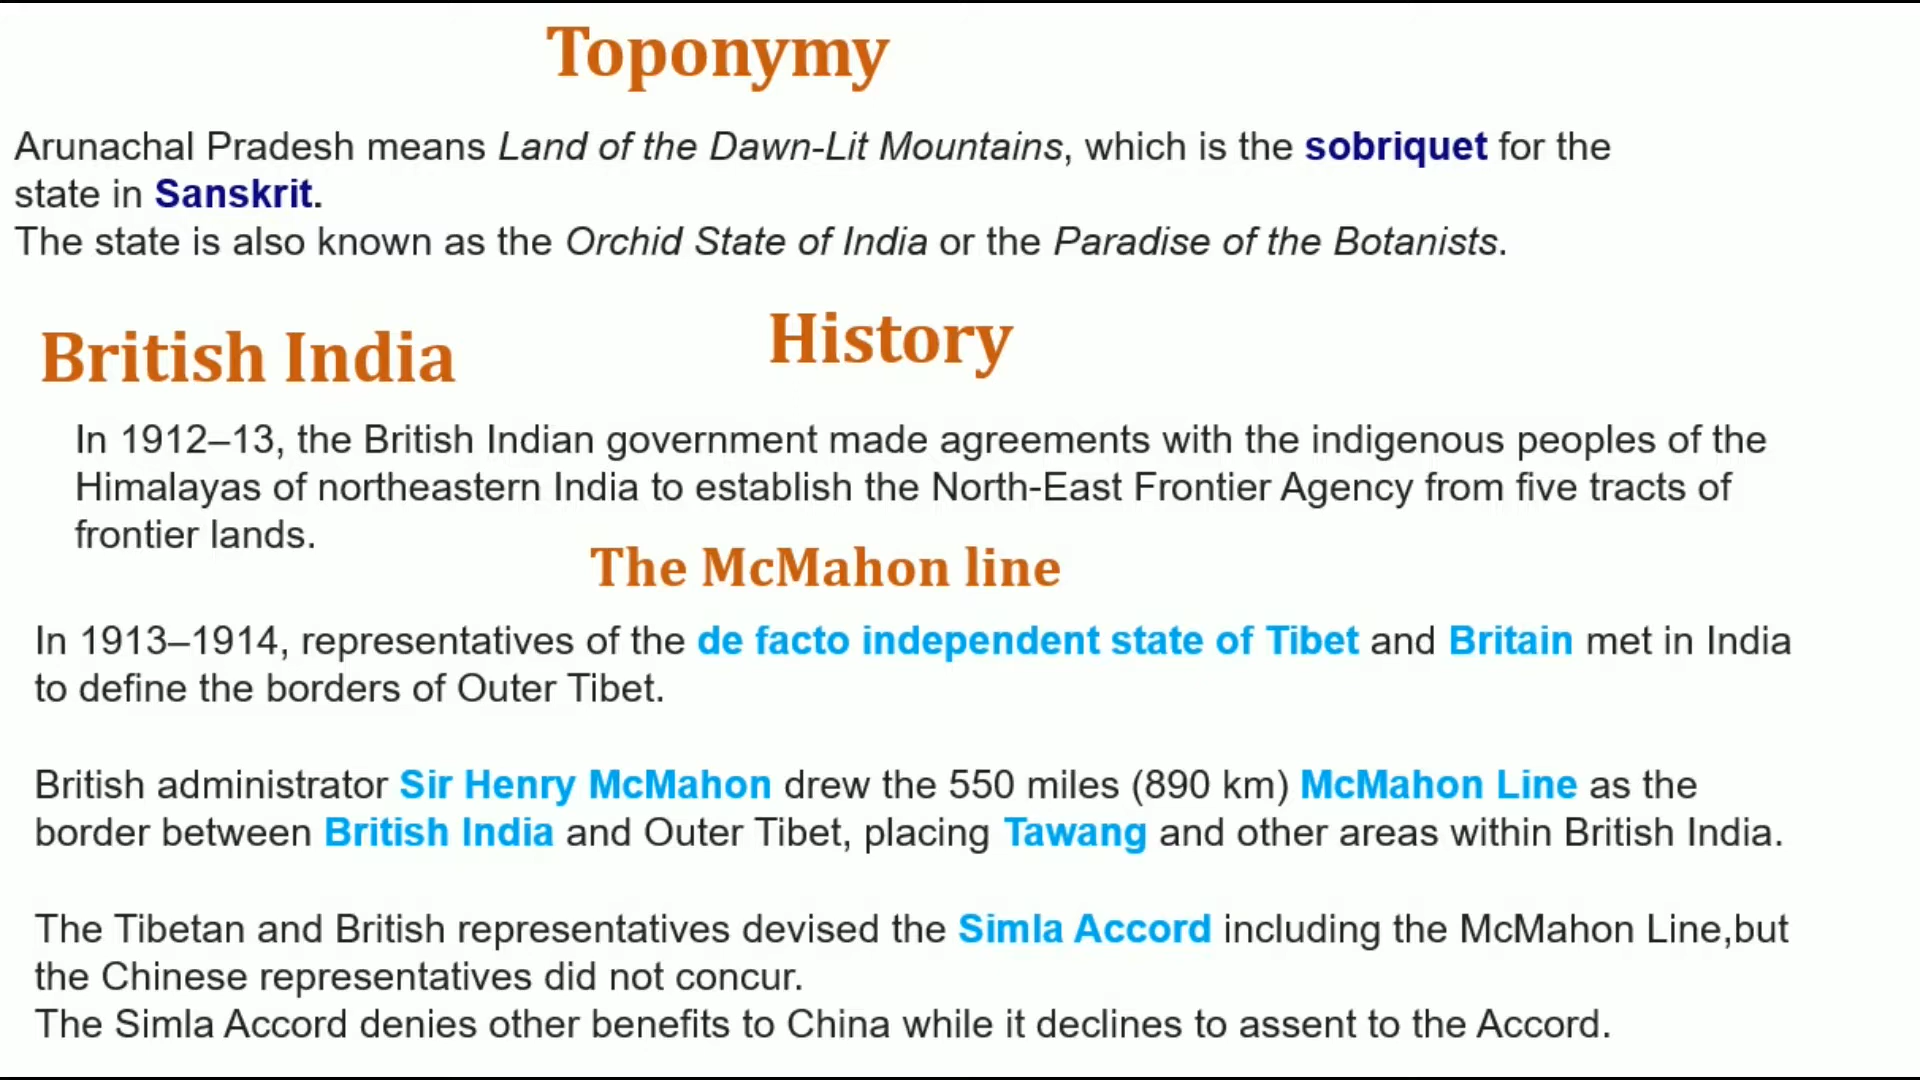 Toponymy
Arunachal Pradesh means Land of the Dawn-Lit Mountains, which is the sobriquet for the
state in Sanskrit.
The state is also known as the Orchid State of India or the Paradise of the Botanists.
History
British India
In 1912–13, the British Indian government made agreements with the indigenous peoples of the
Himalayas of northeastern India to establish the North-East Frontier Agency from five tracts of
frontier lands.
The McMahon line
In 1913–1914, representatives of the de facto independent state of Tibet and Britain met in India
to define the borders of Outer Tibet.
British administrator Sir Henry McMahon drew the 550 miles (890 km) McMahon Line as the
border between British India and Outer Tibet, placing Tawang and other areas within British India.
The Tibetan and British representatives devised the Simla Accord including the McMahon Line,but
the Chinese representatives did not concur.
The Simla Accord denies other benefits to China while it declines to assent to the Accord.